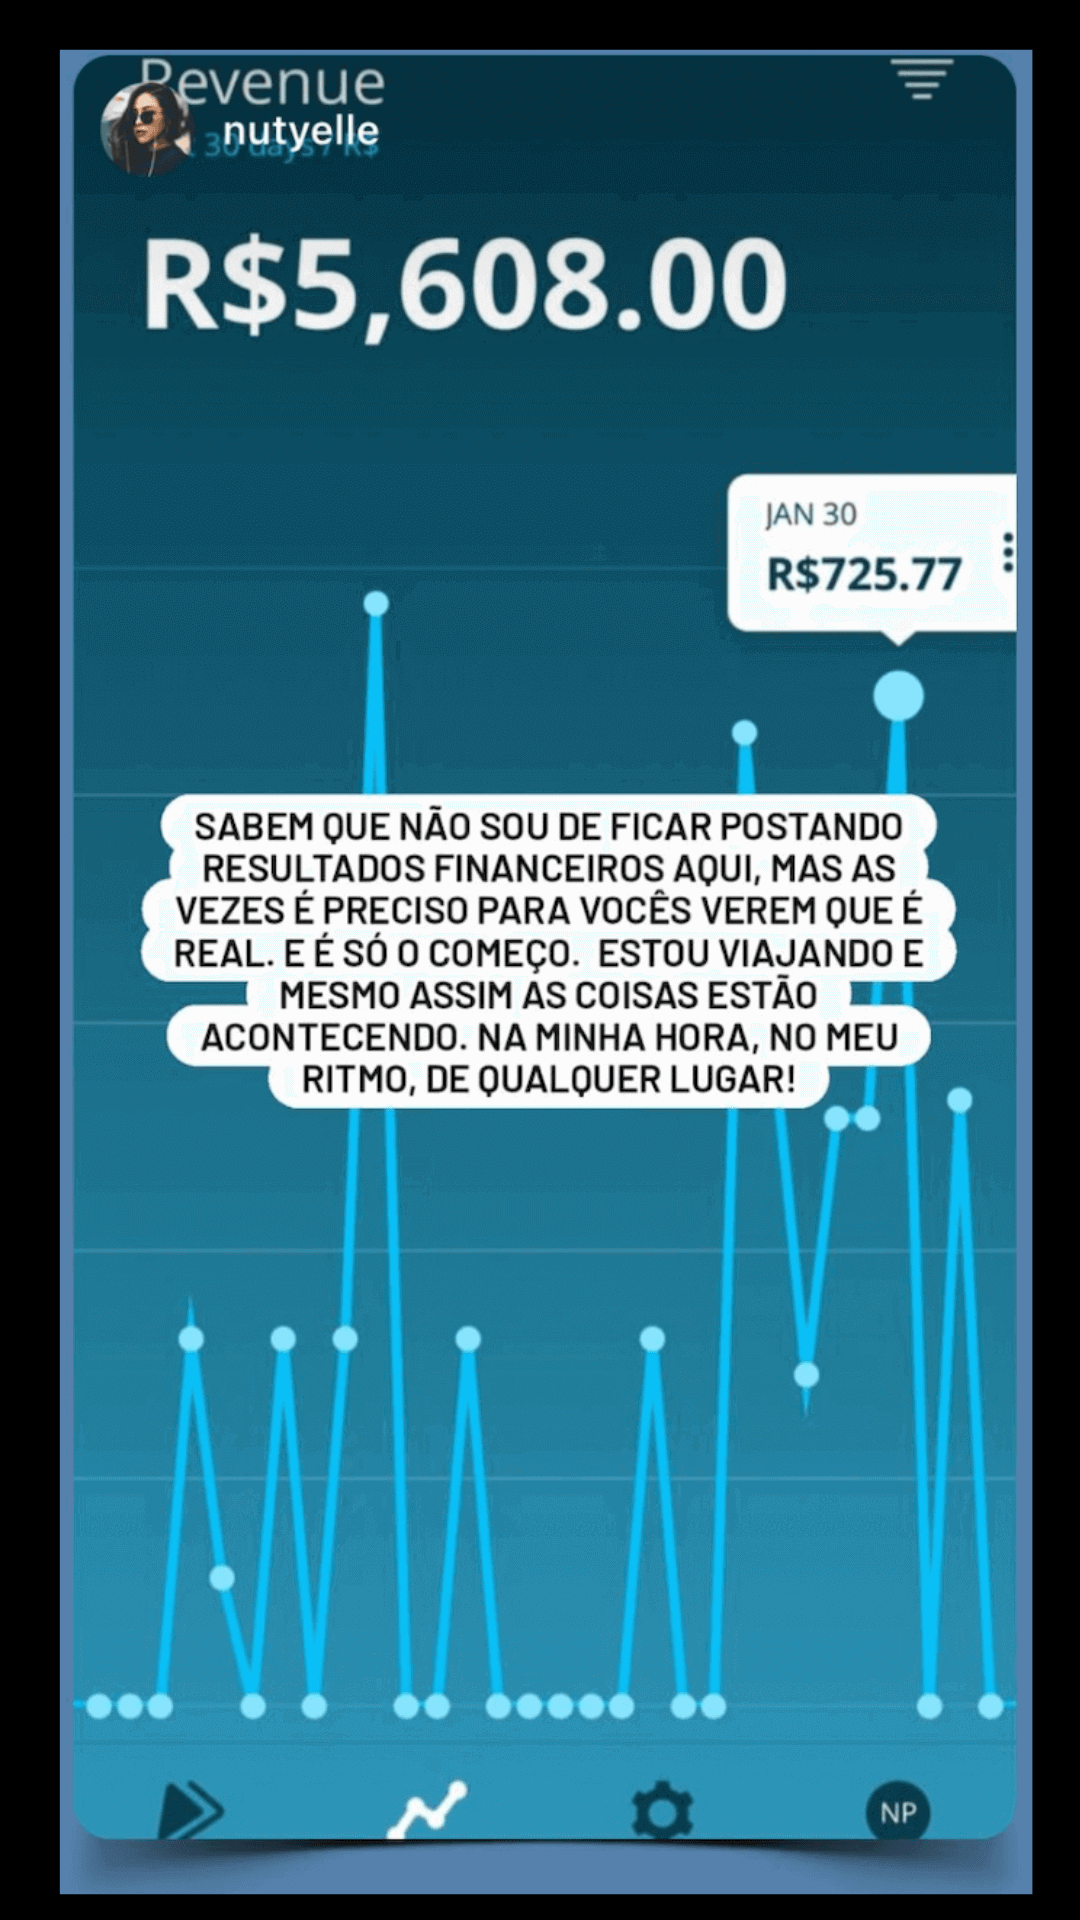 Revenue
nutyelle
30 days / R$
R$5,608.00
JAN 30
R$725.77
SABEM QUE NÃO SOU DE FICAR POSTANDO
RESULTADOS FINANCEIROS AQUI, MAS AS
VEZES É PRECISO PARA VOCÊS VEREM QUE É
REAL. E É SÓ O COMEÇO. ESTOU VIAJANDO E
MESMO ASSIM AS COISAS ESTÃO
ACONTECENDO. NA MINHA HORA, NO MEU
RITMO, DE QUALQUER LUGAR!
NP